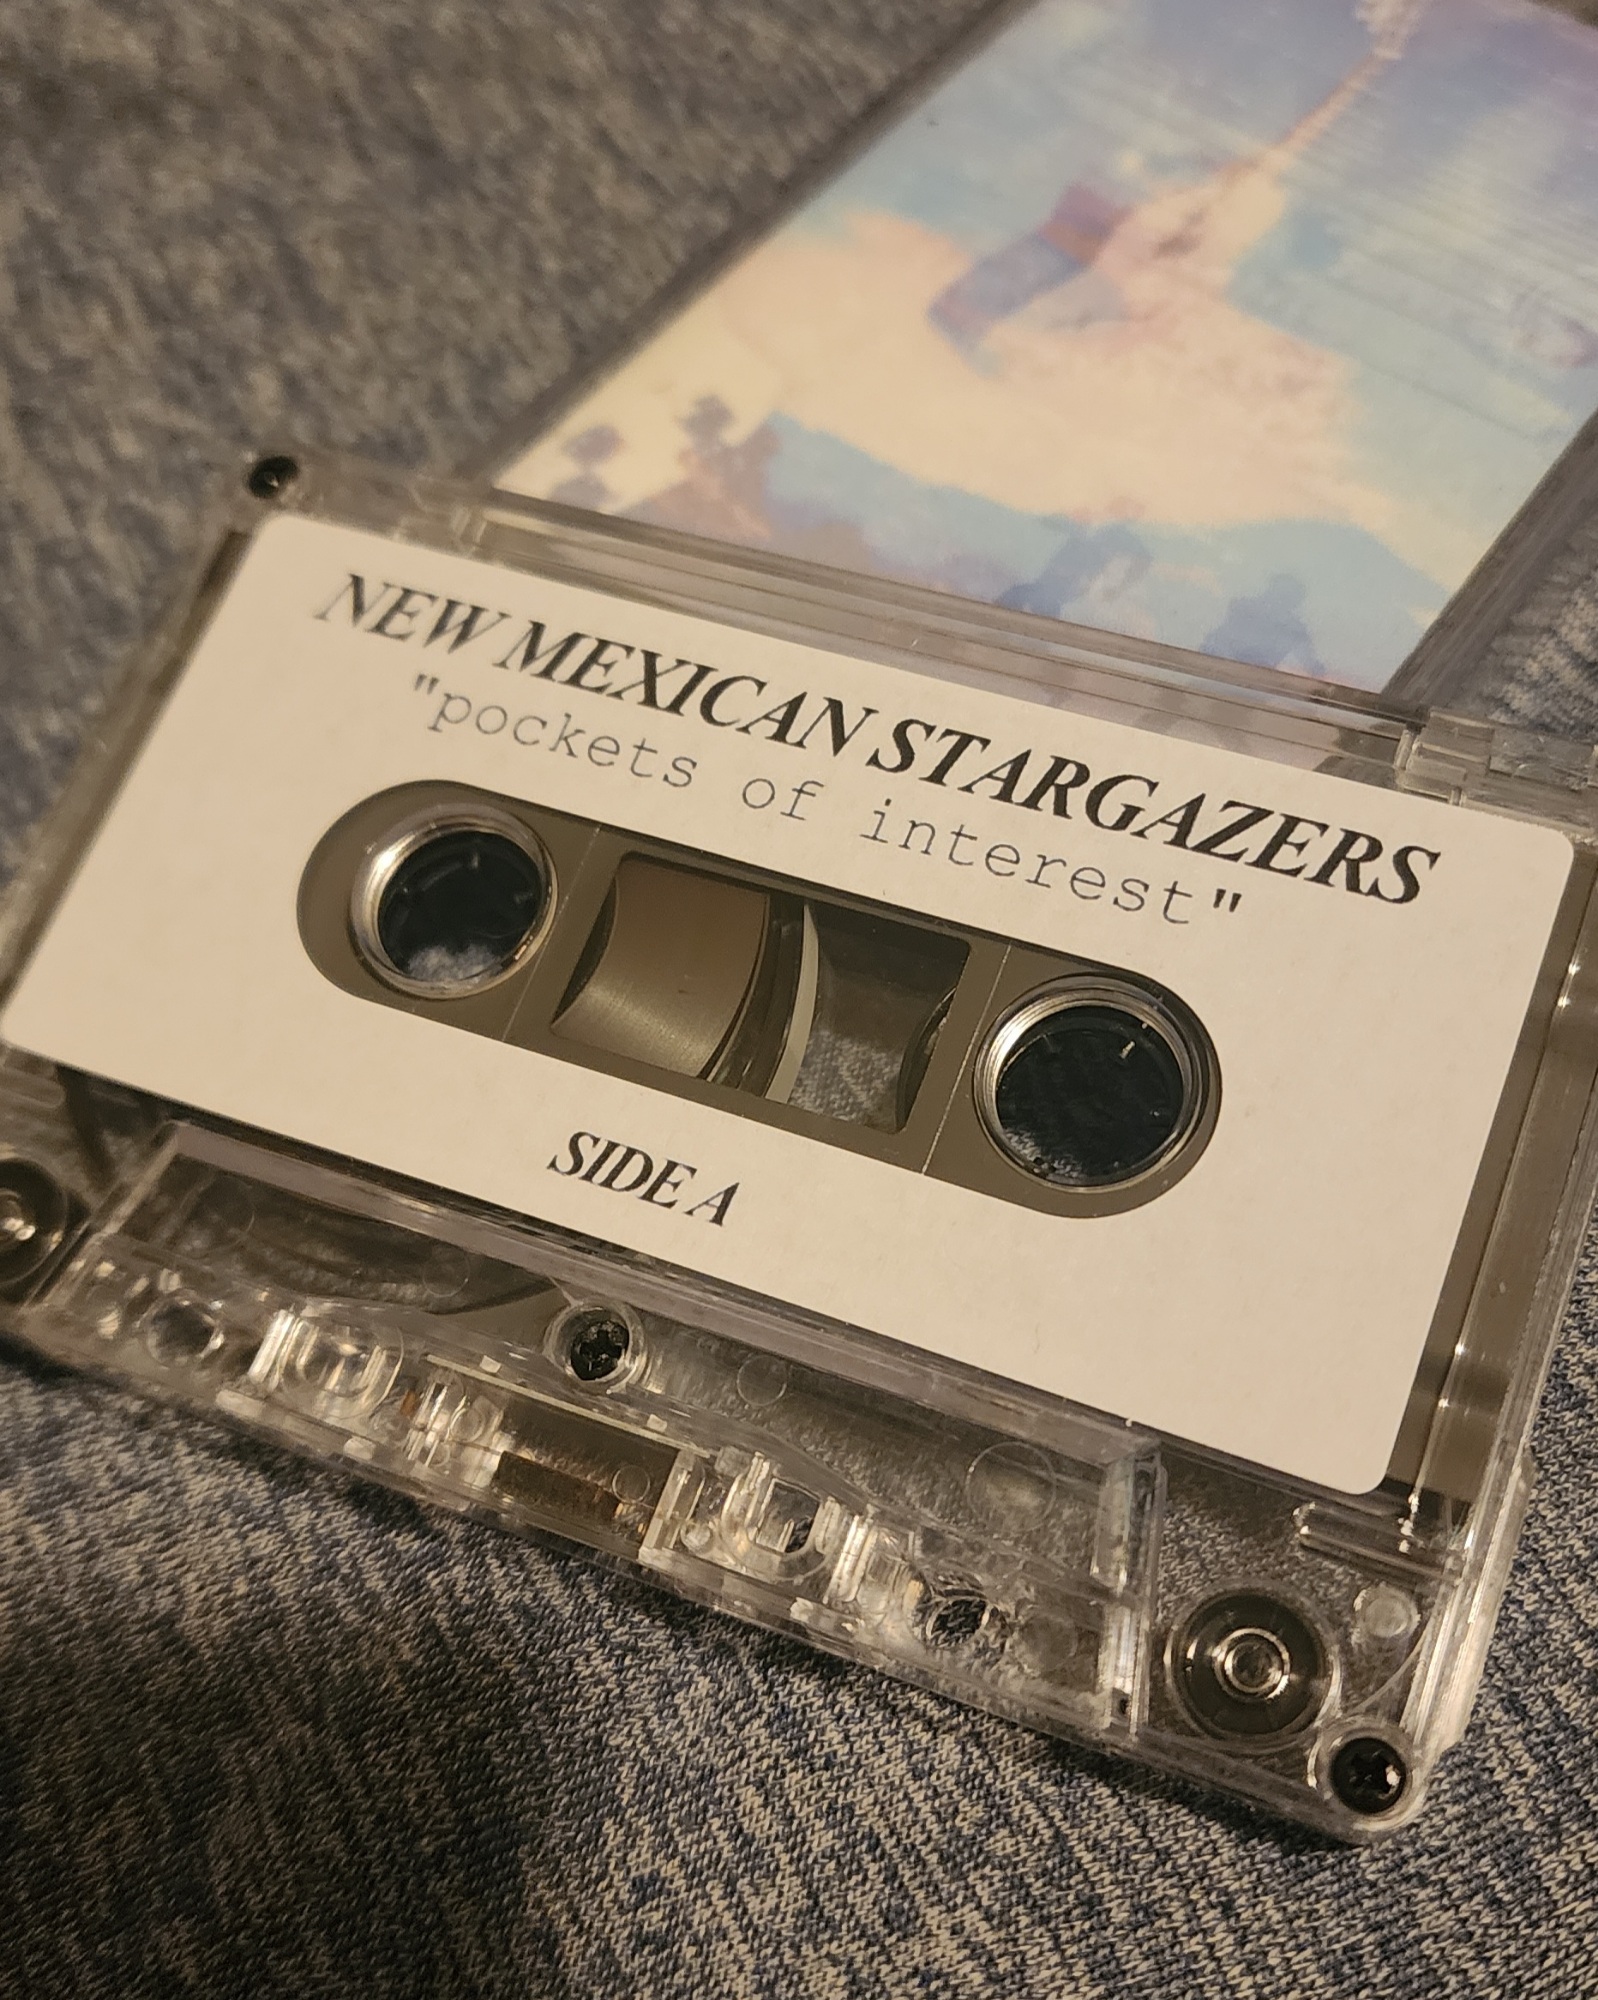 NEW MEXICAN STARGAZERS
"pockets of interest"
SIDE A